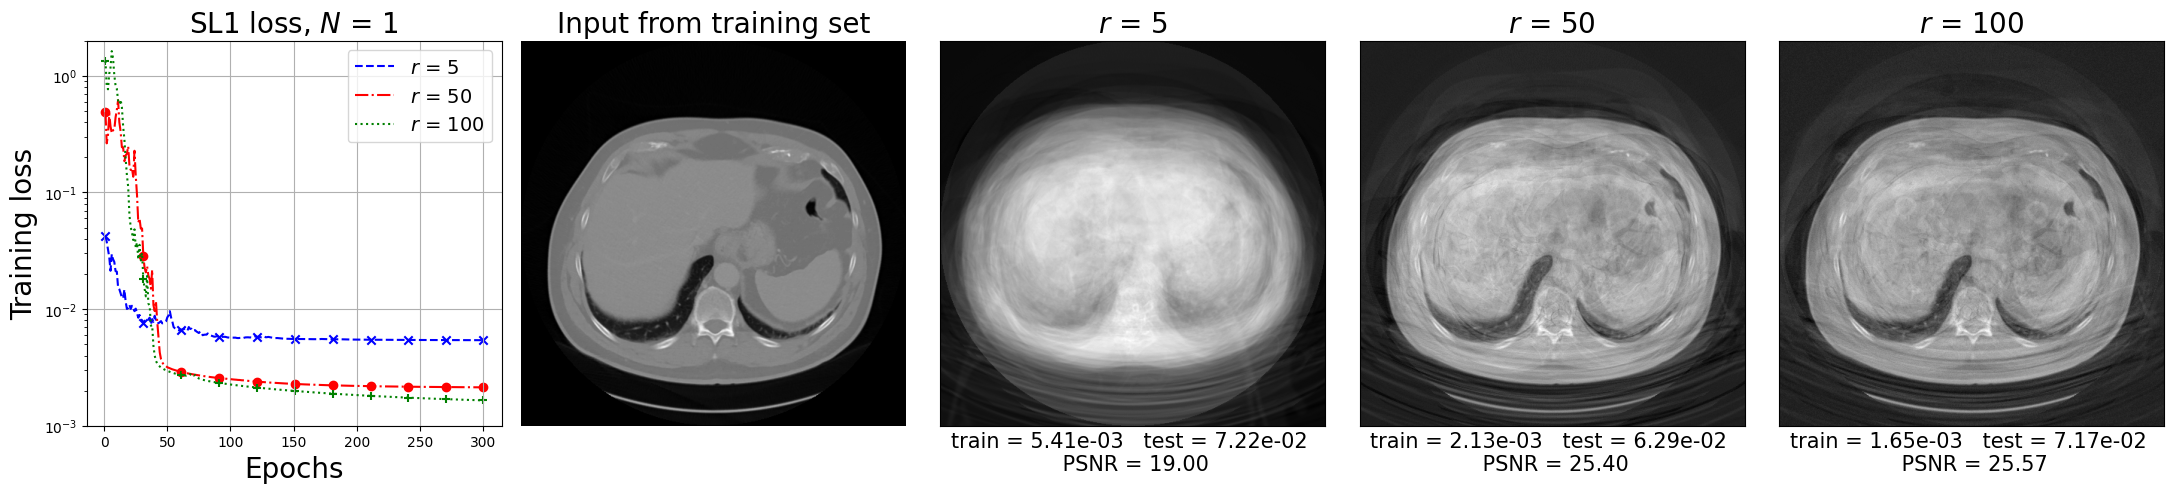 SL1 loss, N = 1
Training loss
10⁰
10⁻¹
10⁻²
10⁻³
0 50 100 150 200 250 300
Epochs
r = 5
r = 50
r = 100
Input from training set
r = 5
train = 5.41e-03 test = 7.22e-02
PSNR = 19.00
r = 50
train = 2.13e-03 test = 6.29e-02
PSNR = 25.40
r = 100
train = 1.65e-03 test = 7.17e-02
PSNR = 25.57